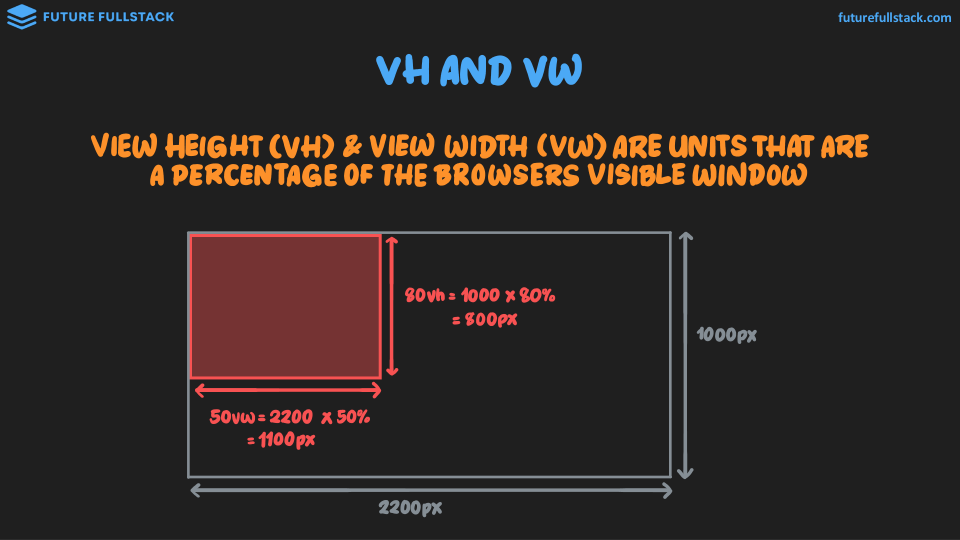 FUTURE FULLSTACK
futurefullstack.com
VH AND VW
VIEW HEIGHT (VH) & VIEW WIDTH (VW) ARE UNITS THAT ARE
A PERCENTAGE OF THE BROWSERS VISIBLE WINDOW
80vh = 1000 x 80%
= 800px
1000px
50vw = 2200 x 50%
= 1100px
2200px